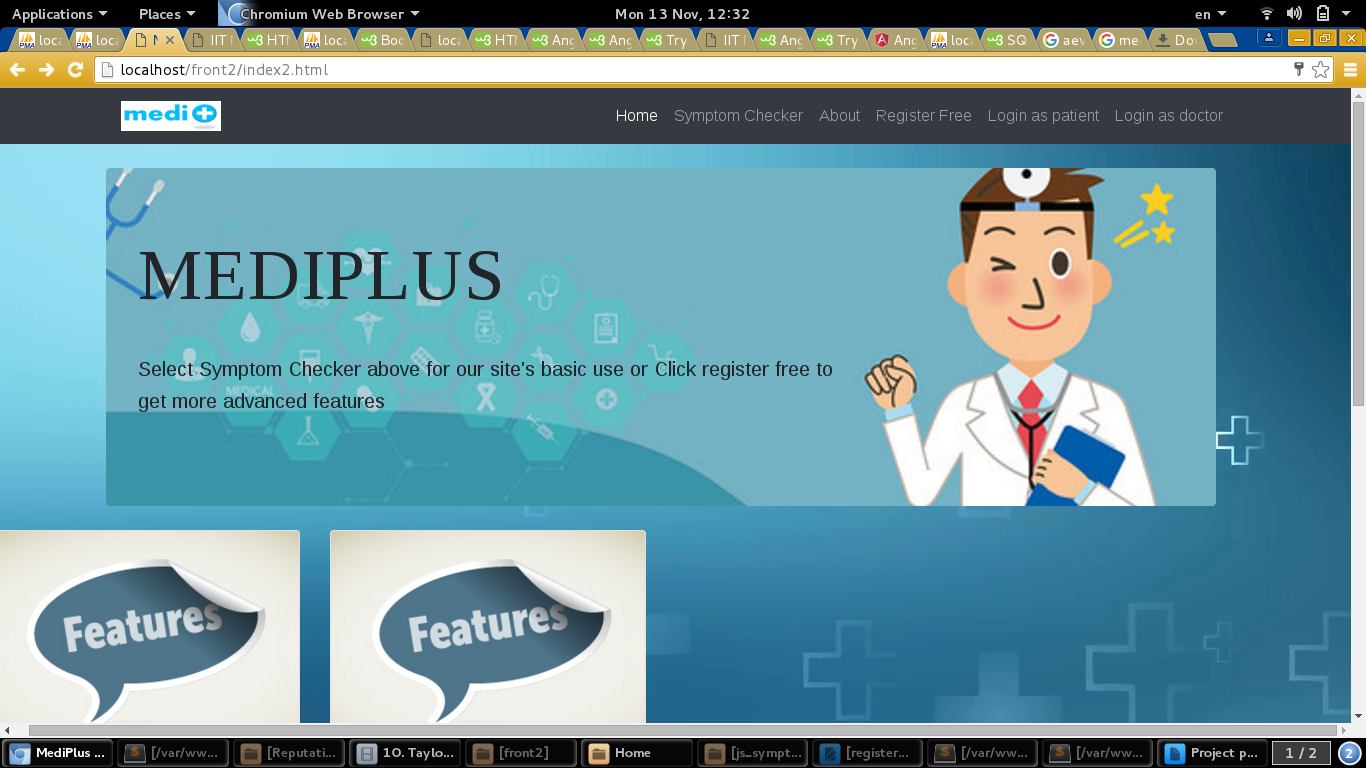 Applications Places Chromium Web Browser Mon 13 Nov, 12:32 en
loca loca M IIT HTM loca Boo loca HTM Ang Ang Try IIT Ang Try Ang loca SQ aev me Dov
localhost/front2/index2.html
medi
Home Symptom Checker About Register Free Login as patient Login as doctor
MEDIPLUS
Select Symptom Checker above for our site's basic use or Click register free to
get more advanced features
MEDICAL
Features Features
MediPlus ... [/var/ww... [Reputati... 10. Taylo... [front2] Home [js_sympt... [register... [/var/ww... [/var/ww... Project p... 1 / 2 2